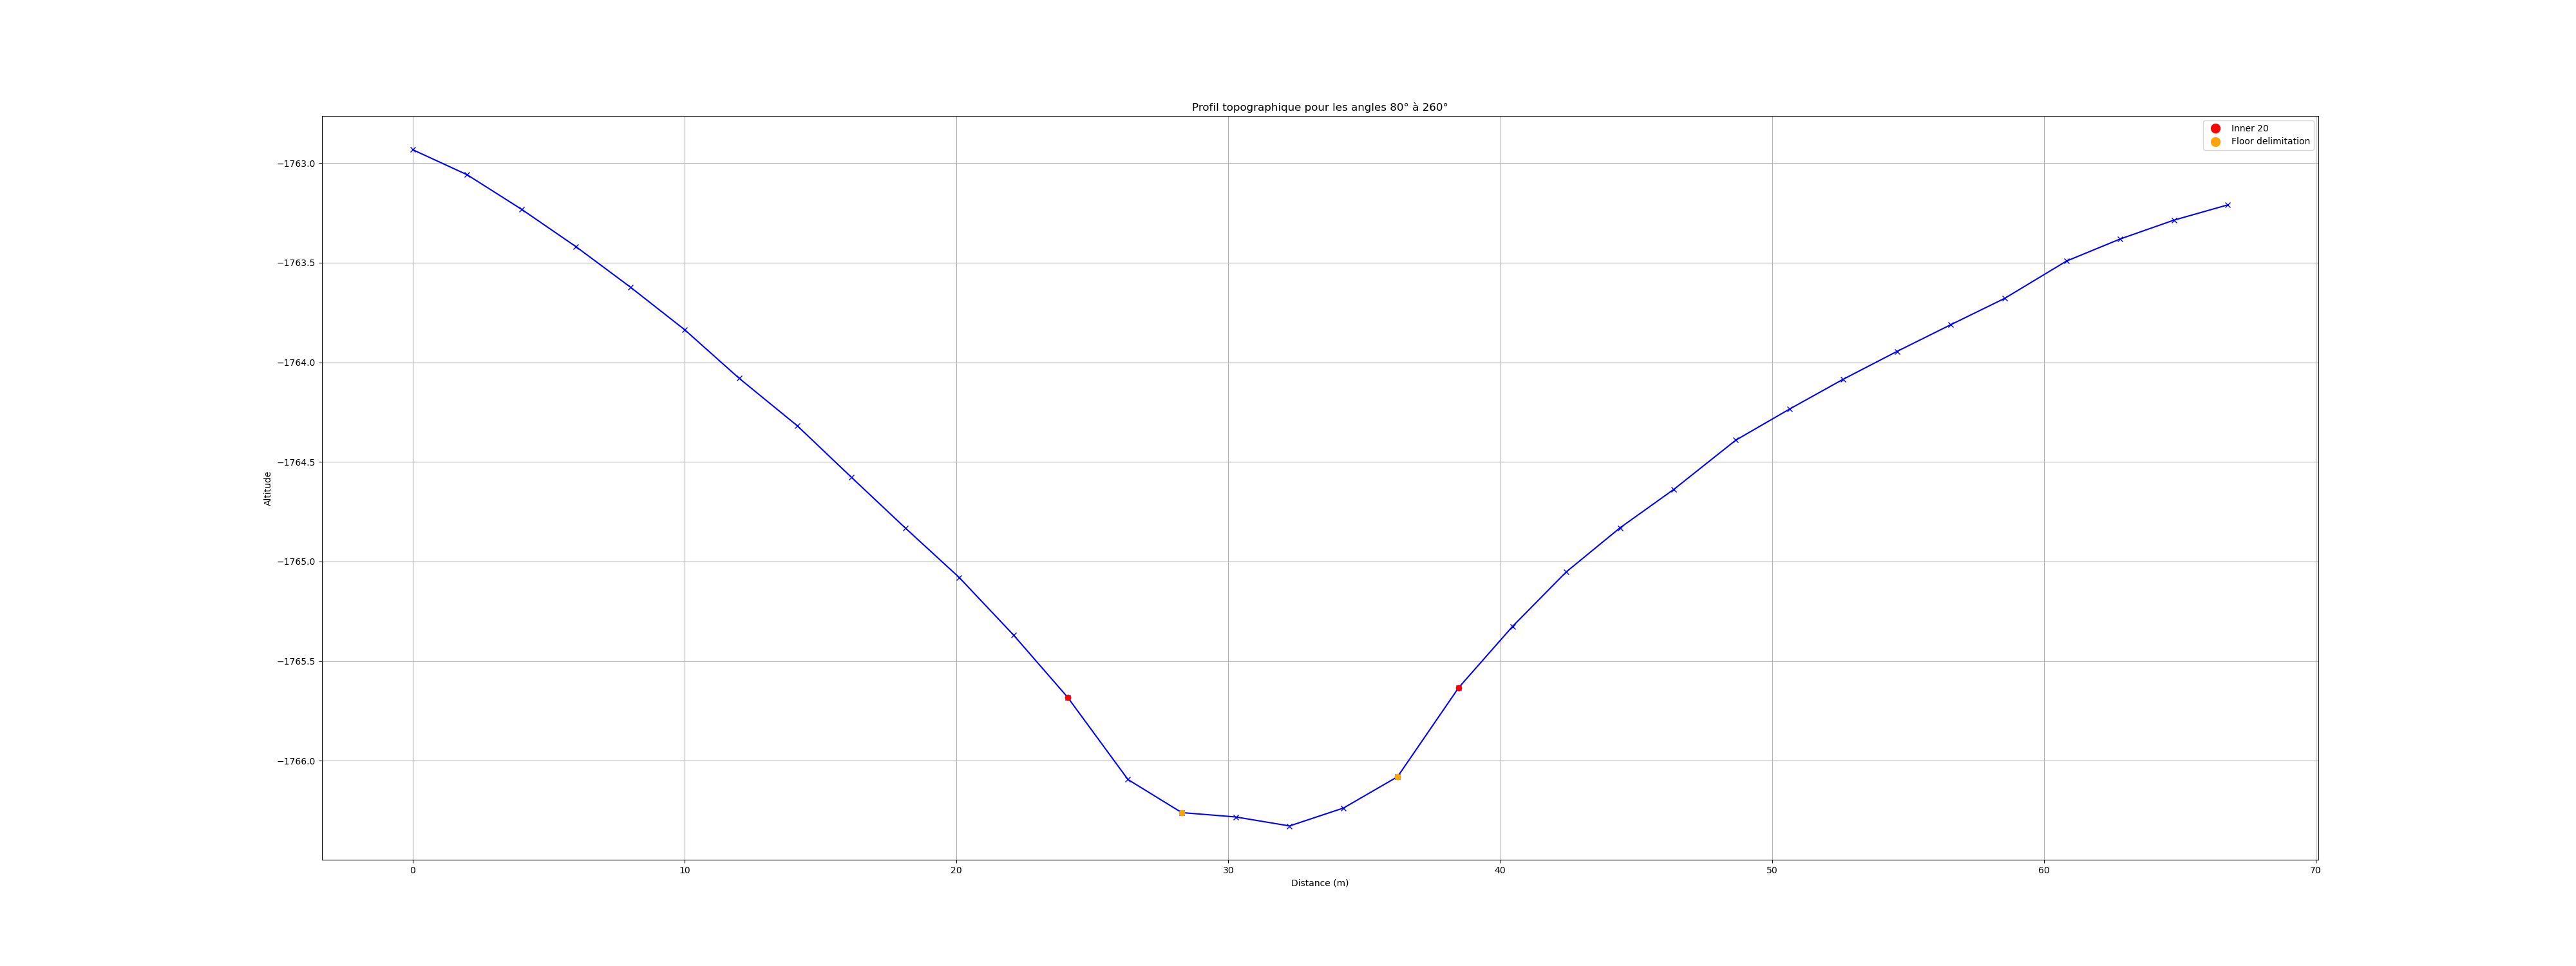 Profil topographique pour les angles 80° à 260°
Inner 20
Floor delimitation
−1763.0
−1763.5
−1764.0
−1764.5
−1765.0
−1765.5
−1766.0
Altitude
0 10 20 30 40 50 60 70
Distance (m)